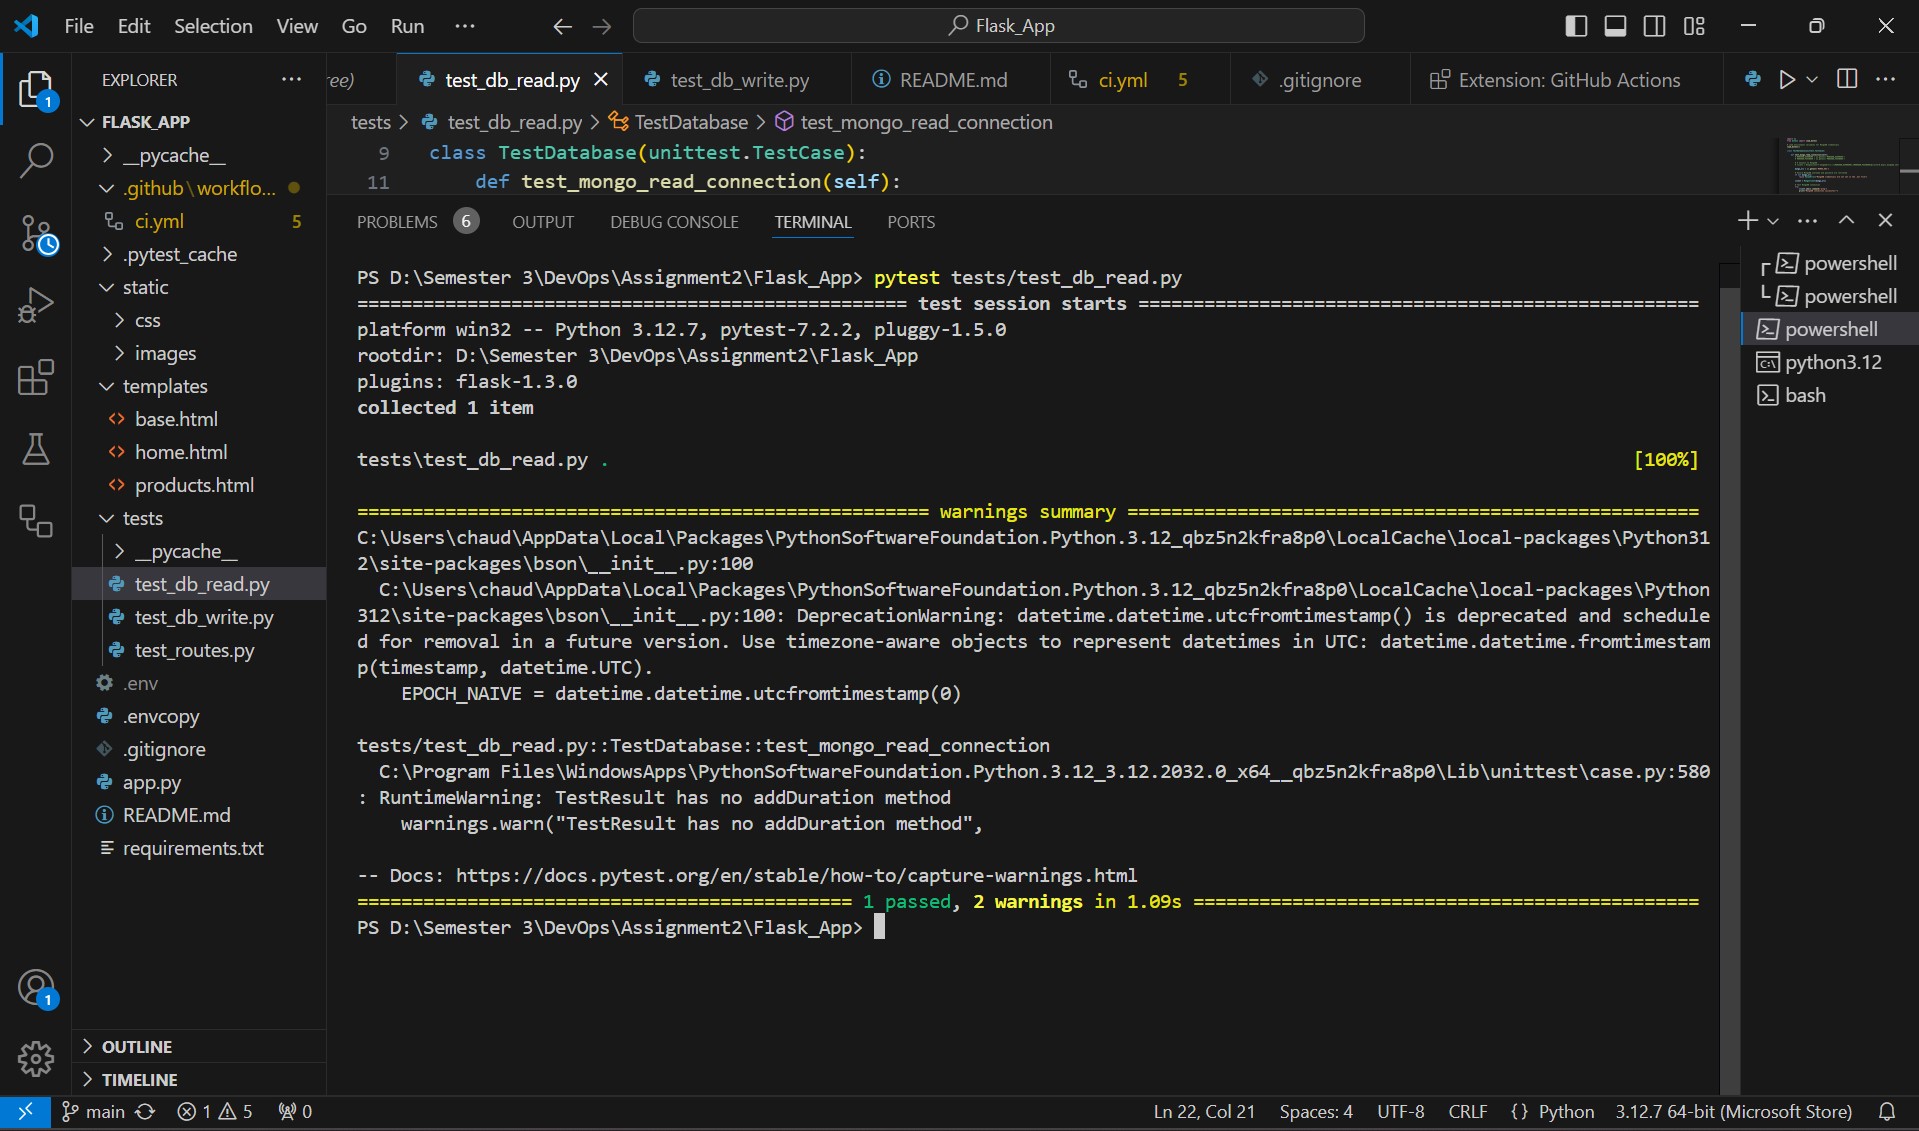 File Edit Selection View Go Run ··· Flask_App
EXPLORER ···
ree) test_db_read.py test_db_write.py README.md ci.yml 5 .gitignore Extension: GitHub Actions ···
FLASK_APP
__pycache__
.github\workflo...
ci.yml 5
.pytest_cache
static
css
images
templates
base.html
home.html
products.html
tests
__pycache__
test_db_read.py
test_db_write.py
test_routes.py
.env
.envcopy
.gitignore
app.py
README.md
requirements.txt
OUTLINE
TIMELINE
1
1
tests > test_db_read.py > TestDatabase > test_mongo_read_connection
9 class TestDatabase(unittest.TestCase):
11 def test_mongo_read_connection(self):
PROBLEMS 6 OUTPUT DEBUG CONSOLE TERMINAL PORTS
PS D:\Semester 3\DevOps\Assignment2\Flask_App> pytest tests/test_db_read.py
================================================== test session starts ===================================================
platform win32 -- Python 3.12.7, pytest-7.2.2, pluggy-1.5.0
rootdir: D:\Semester 3\DevOps\Assignment2\Flask_App
plugins: flask-1.3.0
collected 1 item
tests\test_db_read.py . [100%]
==================================================== warnings summary ====================================================
C:\Users\chaud\AppData\Local\Packages\PythonSoftwareFoundation.Python.3.12_qbz5n2kfra8p0\LocalCache\local-packages\Python31
2\site-packages\bson\__init__.py:100
C:\Users\chaud\AppData\Local\Packages\PythonSoftwareFoundation.Python.3.12_qbz5n2kfra8p0\LocalCache\local-packages\Python
312\site-packages\bson\__init__.py:100: DeprecationWarning: datetime.datetime.utcfromtimestamp() is deprecated and schedule
d for removal in a future version. Use timezone-aware objects to represent datetimes in UTC: datetime.datetime.fromtimestam
p(timestamp, datetime.UTC).
EPOCH_NAIVE = datetime.datetime.utcfromtimestamp(0)
tests/test_db_read.py::TestDatabase::test_mongo_read_connection
C:\Program Files\WindowsApps\PythonSoftwareFoundation.Python.3.12_3.12.2032.0_x64__qbz5n2kfra8p0\Lib\unittest\case.py:580
: RuntimeWarning: TestResult has no addDuration method
warnings.warn("TestResult has no addDuration method",
-- Docs: https://docs.pytest.org/en/stable/how-to/capture-warnings.html
============================================= 1 passed, 2 warnings in 1.09s ==============================================
PS D:\Semester 3\DevOps\Assignment2\Flask_App>
powershell
powershell
powershell
python3.12
bash
main 1 5 0 Ln 22, Col 21 Spaces: 4 UTF-8 CRLF {} Python 3.12.7 64-bit (Microsoft Store)